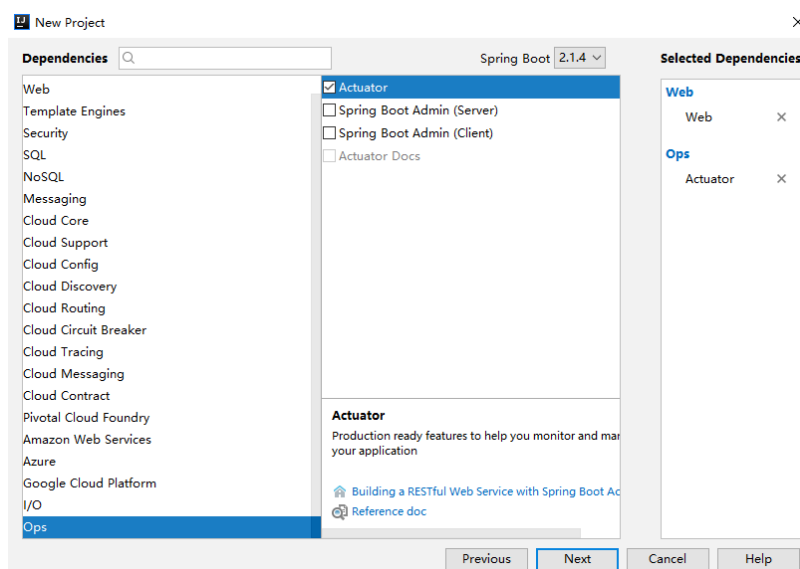 New Project
Dependencies
Spring Boot 2.1.4
Selected Dependencies
Web
Template Engines
Security
SQL
NoSQL
Messaging
Cloud Core
Cloud Support
Cloud Config
Cloud Discovery
Cloud Routing
Cloud Circuit Breaker
Cloud Tracing
Cloud Messaging
Cloud Contract
Pivotal Cloud Foundry
Amazon Web Services
Azure
Google Cloud Platform
I/O
Ops
Actuator
Spring Boot Admin (Server)
Spring Boot Admin (Client)
Actuator Docs
Actuator
Production ready features to help you monitor and mar
your application
Building a RESTful Web Service with Spring Boot Ac
Reference doc
Web
Web
Ops
Actuator
Previous
Next
Cancel
Help